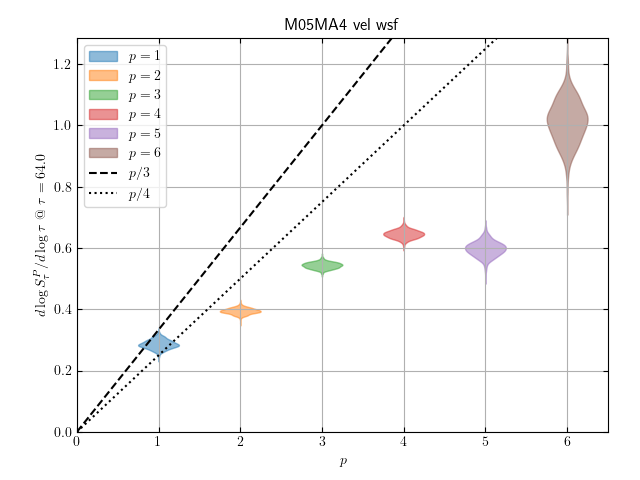 M05MA4 vel wsf
p = 1
p = 2
p = 3
p = 4
p = 5
p = 6
p/3
p/4
d log S_τ^P / d log τ @ τ = 64.0
1.2
1.0
0.8
0.6
0.4
0.2
0.0
0 1 2 3 4 5 6
p